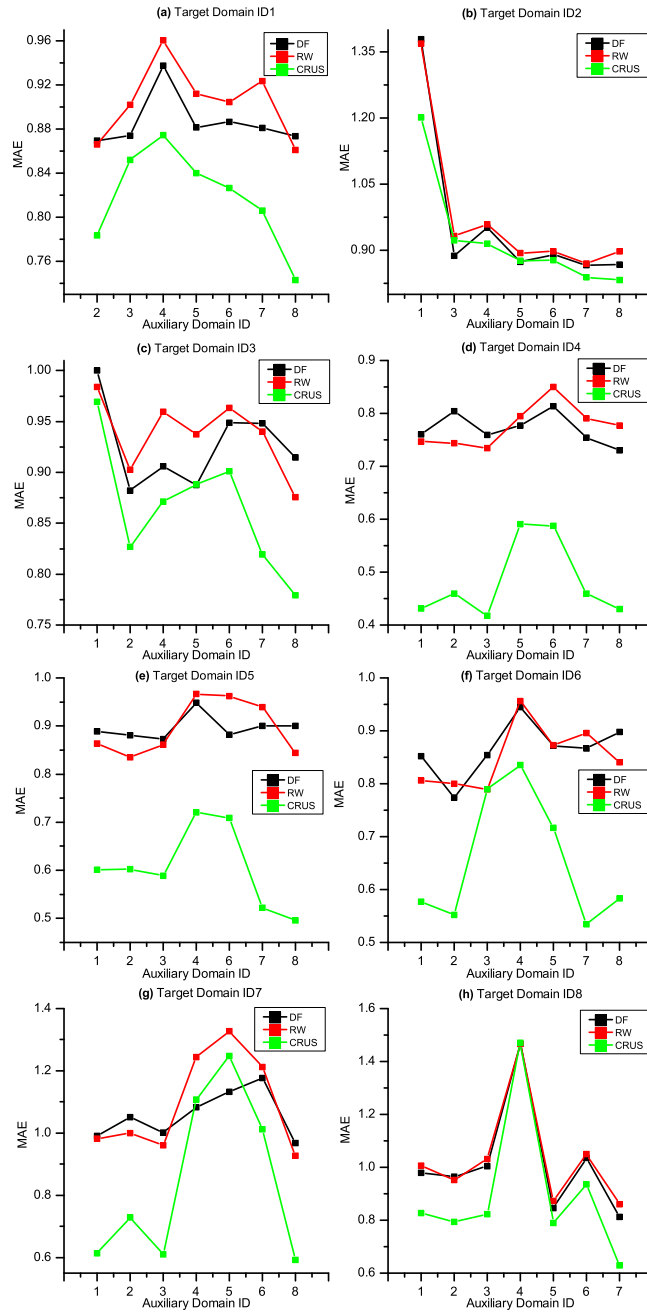 (a) Target Domain ID1
MAE
0.96
0.92
0.88
0.84
0.80
0.76
DF
RW
CRUS
2 3 4 5 6 7 8
Auxiliary Domain ID
(b) Target Domain ID2
MAE
1.35
1.20
1.05
0.90
DF
RW
CRUS
1 3 4 5 6 7 8
Auxiliary Domain ID
(c) Target Domain ID3
MAE
1.00
0.95
0.90
0.85
0.80
0.75
DF
RW
CRUS
1 2 4 5 6 7 8
Auxiliary Domain ID
(d) Target Domain ID4
MAE
0.9
0.8
0.7
0.6
0.5
0.4
DF
RW
CRUS
1 2 3 5 6 7 8
Auxiliary Domain ID
(e) Target Domain ID5
MAE
1.0
0.9
0.8
0.7
0.6
0.5
DF
RW
CRUS
1 2 3 4 6 7 8
Auxiliary Domain ID
(f) Target Domain ID6
MAE
1.0
0.9
0.8
0.7
0.6
0.5
DF
RW
CRUS
1 2 3 4 5 7 8
Auxiliary Domain ID
(g) Target Domain ID7
MAE
1.4
1.2
1.0
0.8
0.6
DF
RW
CRUS
1 2 3 4 5 6 8
Auxiliary Domain ID
(h) Target Domain ID8
MAE
1.6
1.4
1.2
1.0
0.8
0.6
DF
RW
CRUS
1 2 3 4 5 6 7
Auxiliary Domain ID